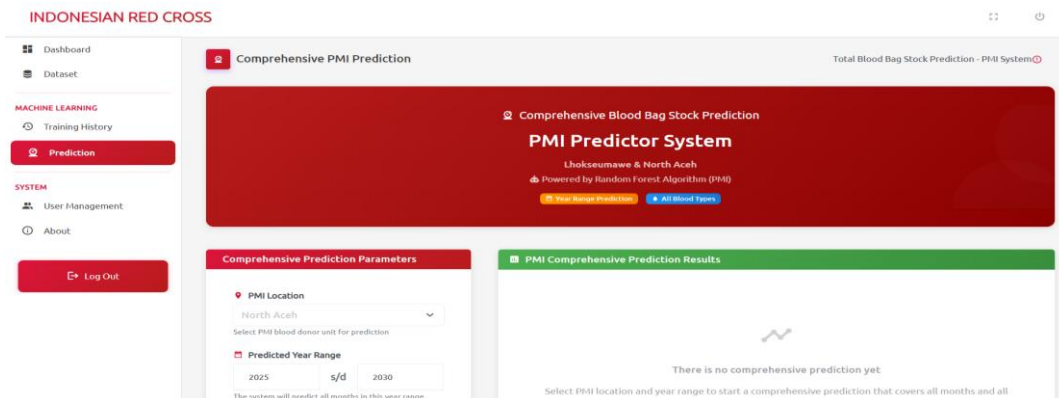 INDONESIAN RED CROSS
Dashboard
Dataset
MACHINE LEARNING
Training History
Prediction
SYSTEM
User Management
About
Log Out
Comprehensive PMI Prediction
Total Blood Bag Stock Prediction - PMI System
Comprehensive Blood Bag Stock Prediction
PMI Predictor System
Lhokseumawe & North Aceh
Powered by Random Forest Algorithm (PMI)
Year Range Prediction
All Blood Types
Comprehensive Prediction Parameters
PMI Location
North Aceh
Select PMI blood donor unit for prediction
Predicted Year Range
2025 s/d 2030
The system will predict all months in this year range
PMI Comprehensive Prediction Results
There is no comprehensive prediction yet
Select PMI location and year range to start a comprehensive prediction that covers all months and all